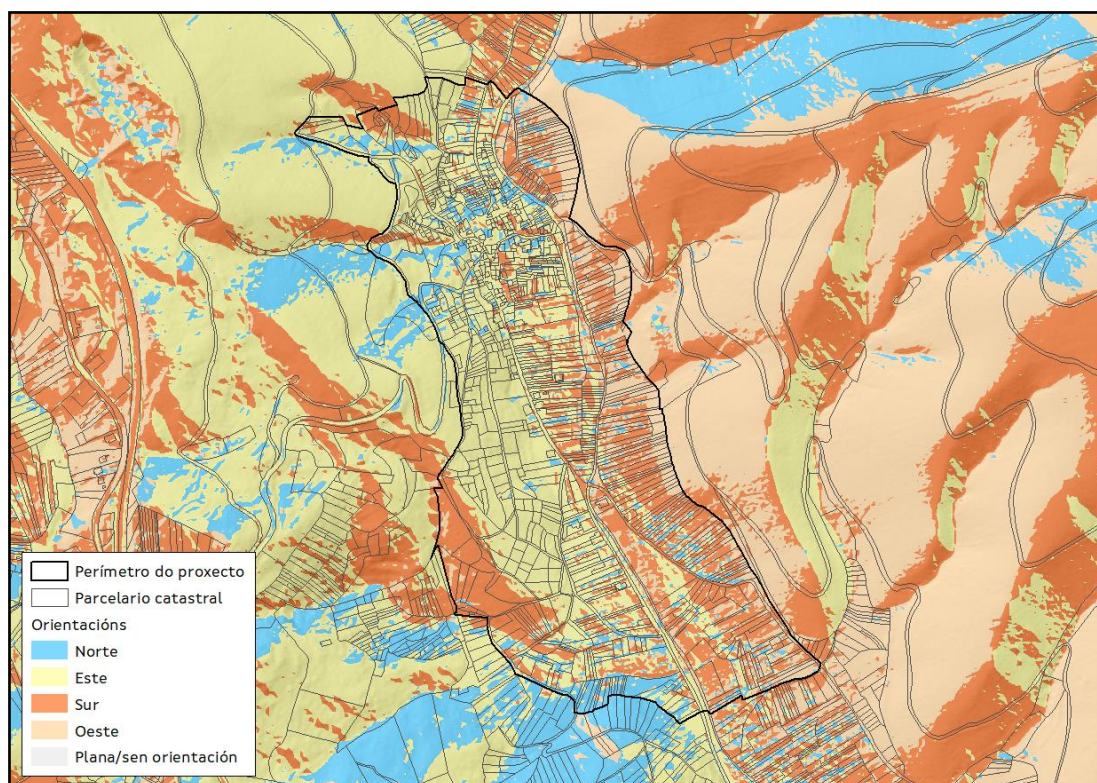 Perímetro do proxecto
Parcelario catastral
Orientacións
Norte
Este
Sur
Oeste
Plana/sen orientación